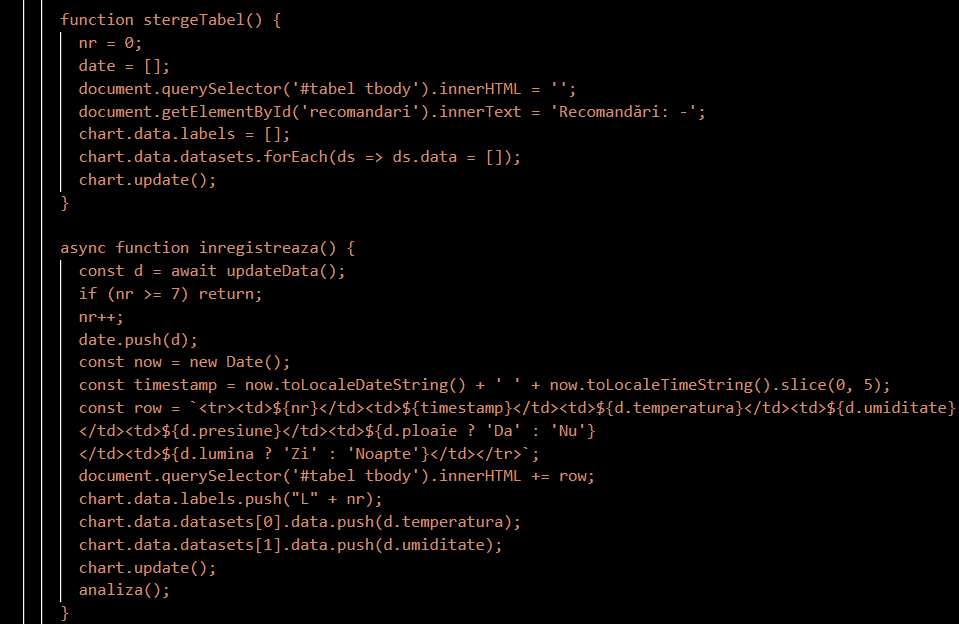 function stergeTabel() {
  nr = 0;
  date = [];
  document.querySelector('#tabel tbody').innerHTML = '';
  document.getElementById('recomandari').innerText = 'Recomandări: -';
  chart.data.labels = [];
  chart.data.datasets.forEach(ds => ds.data = []);
  chart.update();
}

async function inregistreaza() {
  const d = await updateData();
  if (nr >= 7) return;
  nr++;
  date.push(d);
  const now = new Date();
  const timestamp = now.toLocaleDateString() + ' ' + now.toLocaleTimeString().slice(0, 5);
  const row = `<tr><td>${nr}</td><td>${timestamp}</td><td>${d.temperatura}</td><td>${d.umiditate}
  </td><td>${d.presiune}</td><td>${d.ploaie ? 'Da' : 'Nu'}
  </td><td>${d.lumina ? 'Zi' : 'Noapte'}</td></tr>`;
  document.querySelector('#tabel tbody').innerHTML += row;
  chart.data.labels.push("L" + nr);
  chart.data.datasets[0].data.push(d.temperatura);
  chart.data.datasets[1].data.push(d.umiditate);
  chart.update();
  analiza();
}